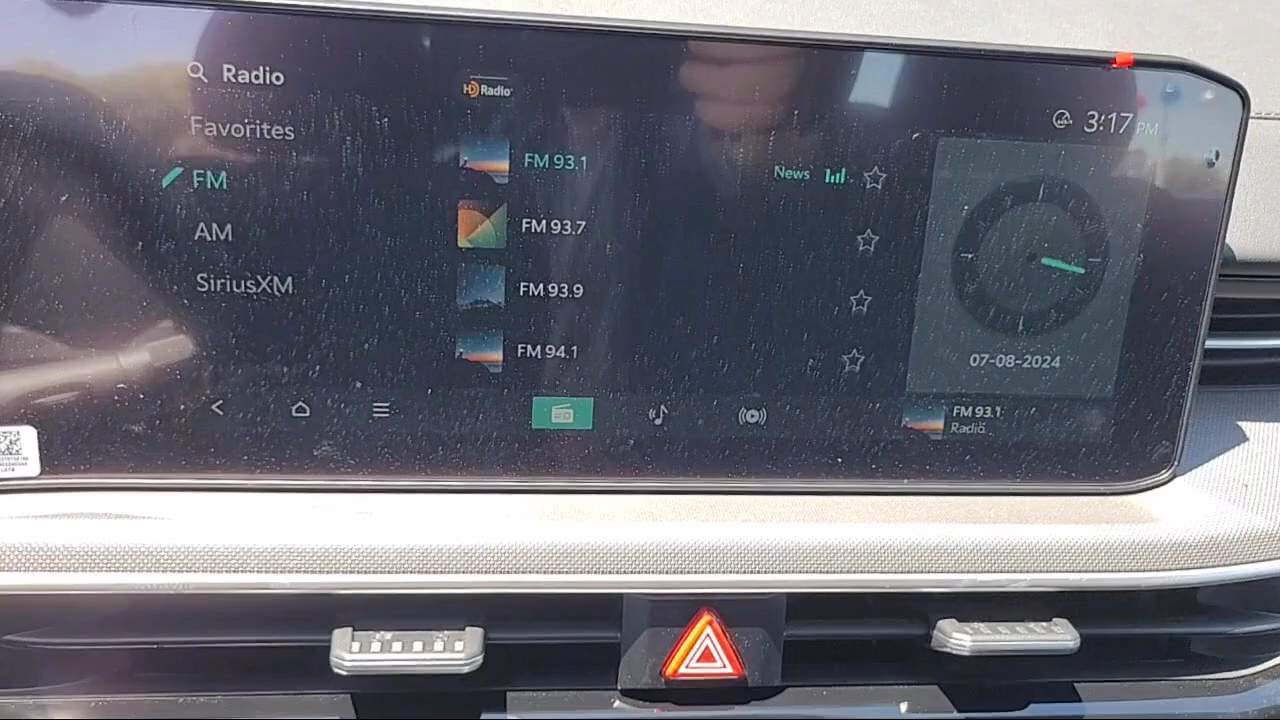 Radio
HD Radio
3:17 PM
Favorites
FM 93.1
News
FM
FM 93.7
AM
SiriusXM
FM 93.9
FM 94.1
07-08-2024
FM 93.1
Radio